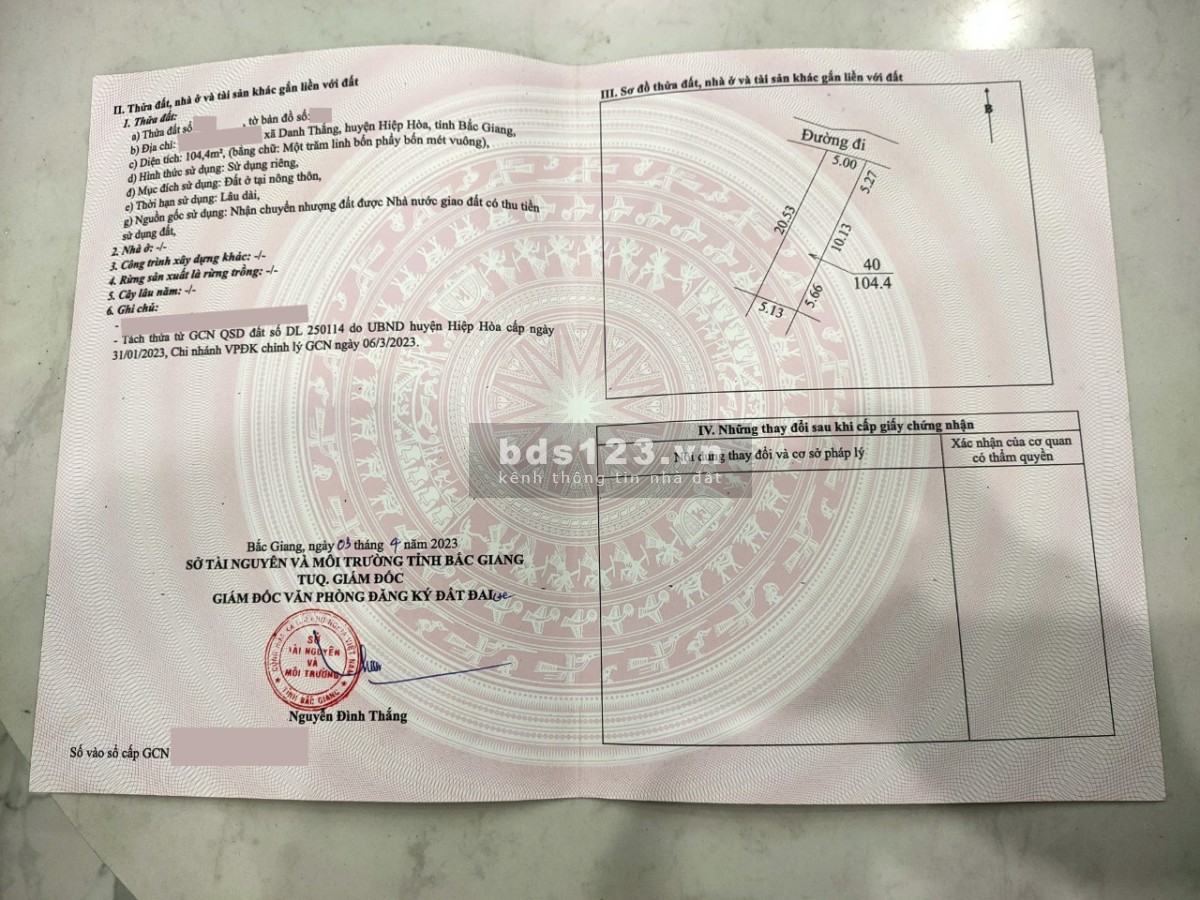 II. Thửa đất, nhà ở và tài sản khác gắn liền với đất
1. Thửa đất:
a) Thửa đất số , tờ bản đồ số:
b) Địa chỉ: xã Danh Thắng, huyện Hiệp Hòa, tỉnh Bắc Giang,
c) Diện tích: 104,4m², (bằng chữ: Một trăm linh bốn phẩy bốn mét vuông),
d) Hình thức sử dụng: Sử dụng riêng,
đ) Mục đích sử dụng: Đất ở tại nông thôn,
e) Thời hạn sử dụng: Lâu dài,
g) Nguồn gốc sử dụng: Nhận chuyển nhượng đất được Nhà nước giao đất có thu tiền
sử dụng đất,
2. Nhà ở: -/-
3. Công trình xây dựng khác: -/-
4. Rừng sản xuất là rừng trồng: -/-
5. Cây lâu năm: -/-
6. Ghi chú:
-
- Tách thửa từ GCN QSD đất số DL 250114 do UBND huyện Hiệp Hòa cấp ngày
31/01/2023, Chi nhánh VPĐK chỉnh lý GCN ngày 06/3/2023.
Bắc Giang, ngày 03 tháng 4 năm 2023
SỞ TÀI NGUYÊN VÀ MÔI TRƯỜNG TỈNH BẮC GIANG
TUQ. GIÁM ĐỐC
GIÁM ĐỐC VĂN PHÒNG ĐĂNG KÝ ĐẤT ĐAI
SỞ
TÀI NGUYÊN
VÀ
MÔI TRƯỜNG
TỈNH BẮC GIANG
Nguyễn Đình Thắng
Số vào sổ cấp GCN
III. Sơ đồ thửa đất, nhà ở và tài sản khác gắn liền với đất
B
Đường đi
5.00
5.27
20.53
10.13
40
104.4
5.66
5.13
IV. Những thay đổi sau khi cấp giấy chứng nhận
Nội dung thay đổi và cơ sở pháp lý
Xác nhận của cơ quan
có thẩm quyền
bds123.vn
kênh thông tin nhà đất